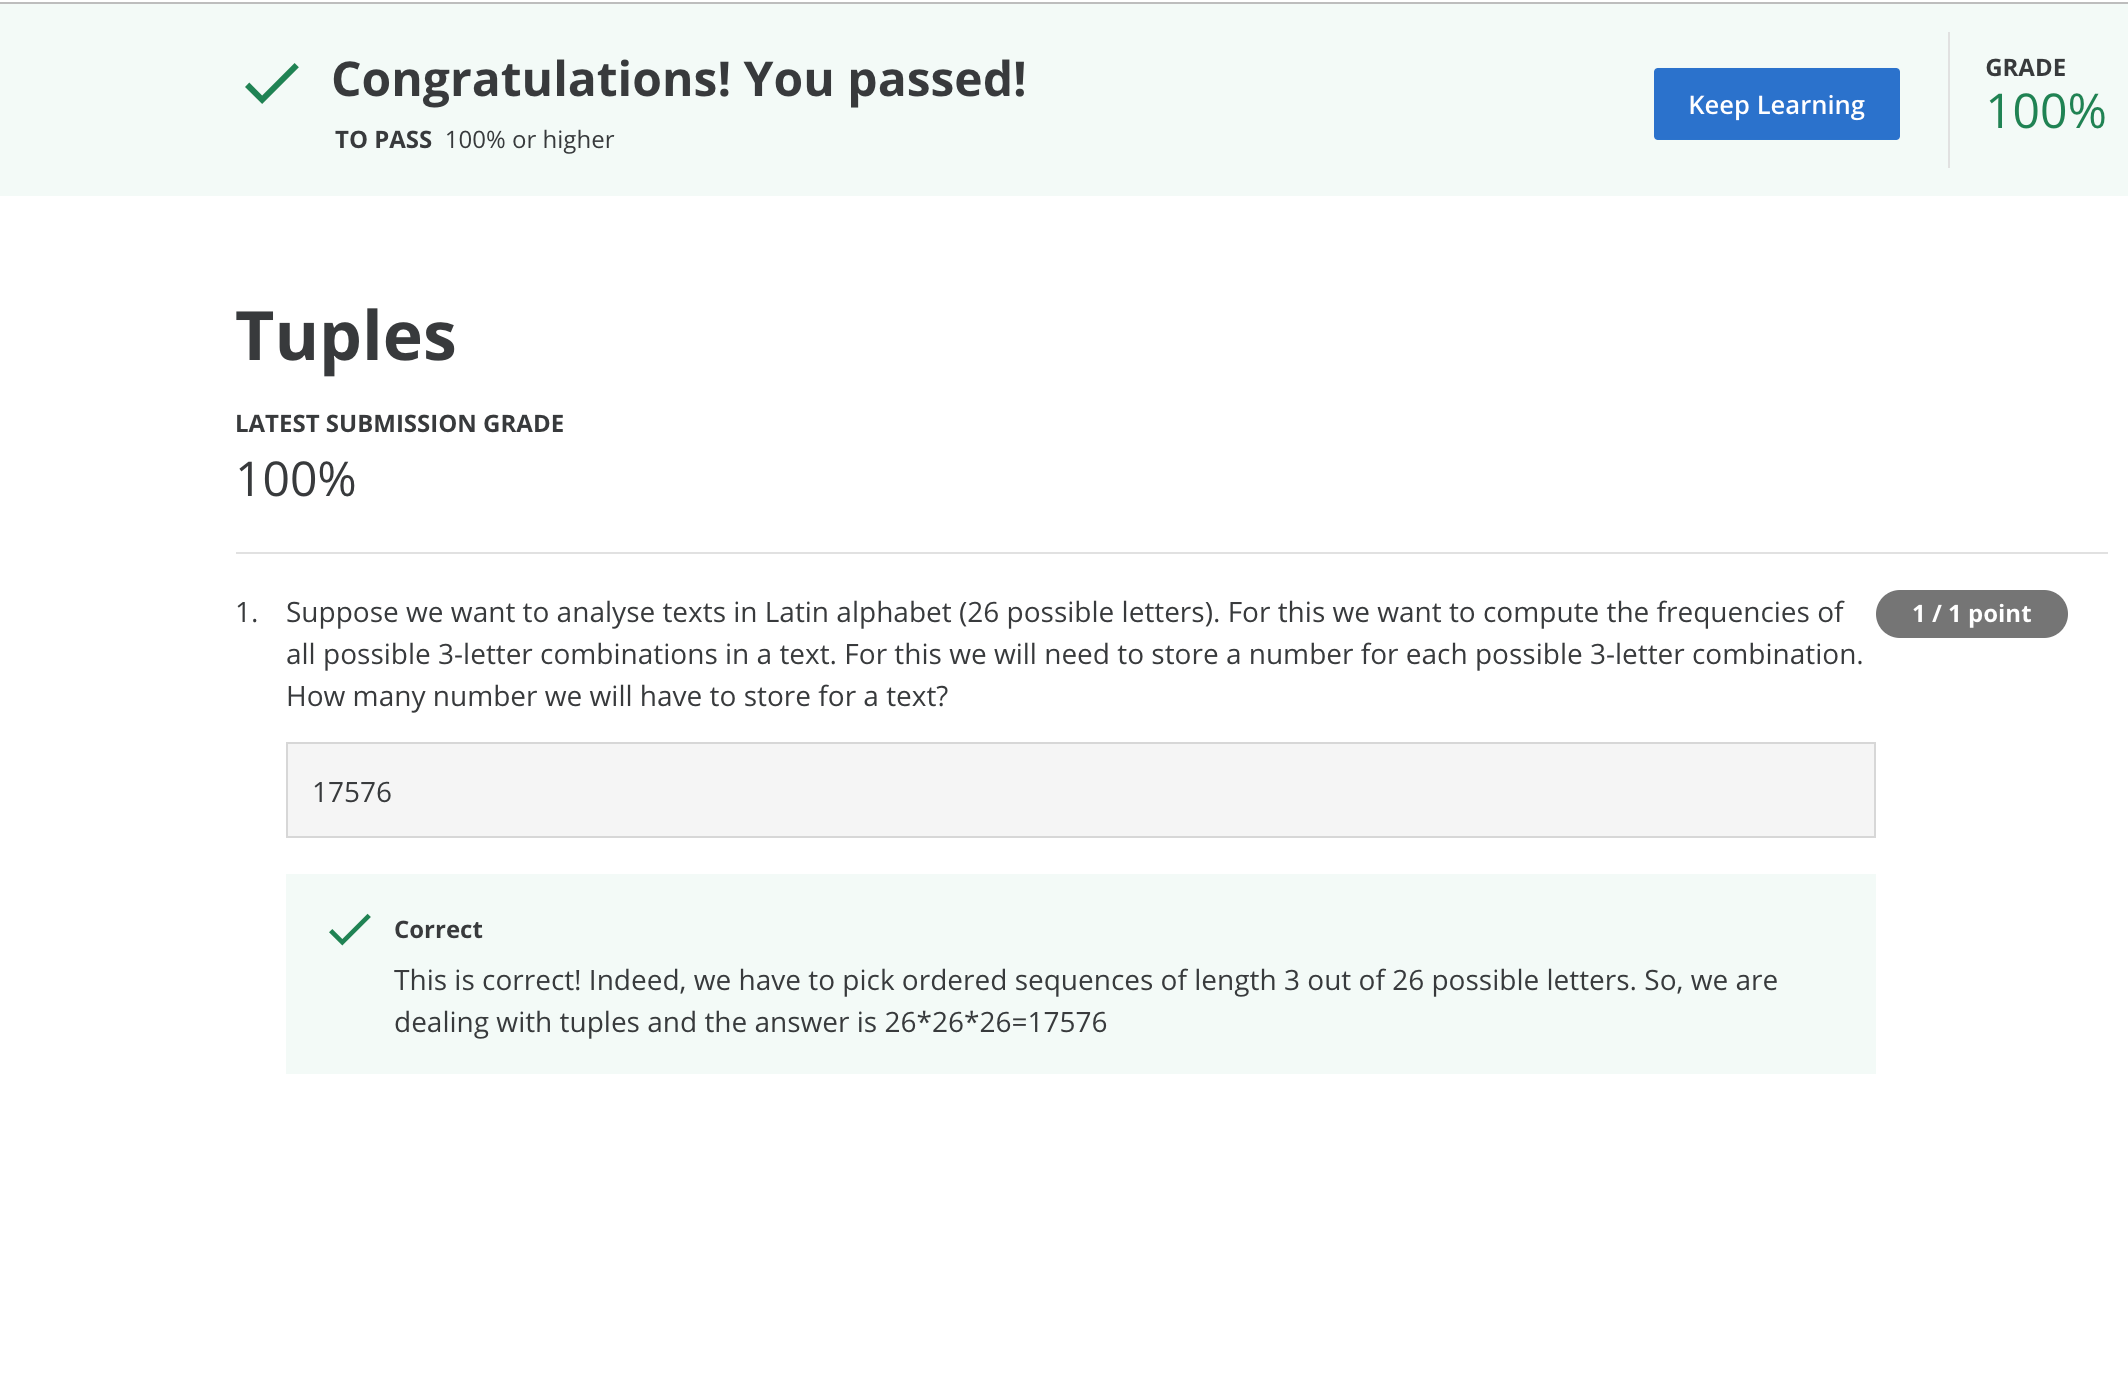 Congratulations! You passed!
TO PASS 100% or higher
Keep Learning
GRADE
100%
Tuples
LATEST SUBMISSION GRADE
100%
1. Suppose we want to analyse texts in Latin alphabet (26 possible letters). For this we want to compute the frequencies of
all possible 3-letter combinations in a text. For this we will need to store a number for each possible 3-letter combination.
How many number we will have to store for a text?
1 / 1 point
17576
Correct
This is correct! Indeed, we have to pick ordered sequences of length 3 out of 26 possible letters. So, we are
dealing with tuples and the answer is 26*26*26=17576